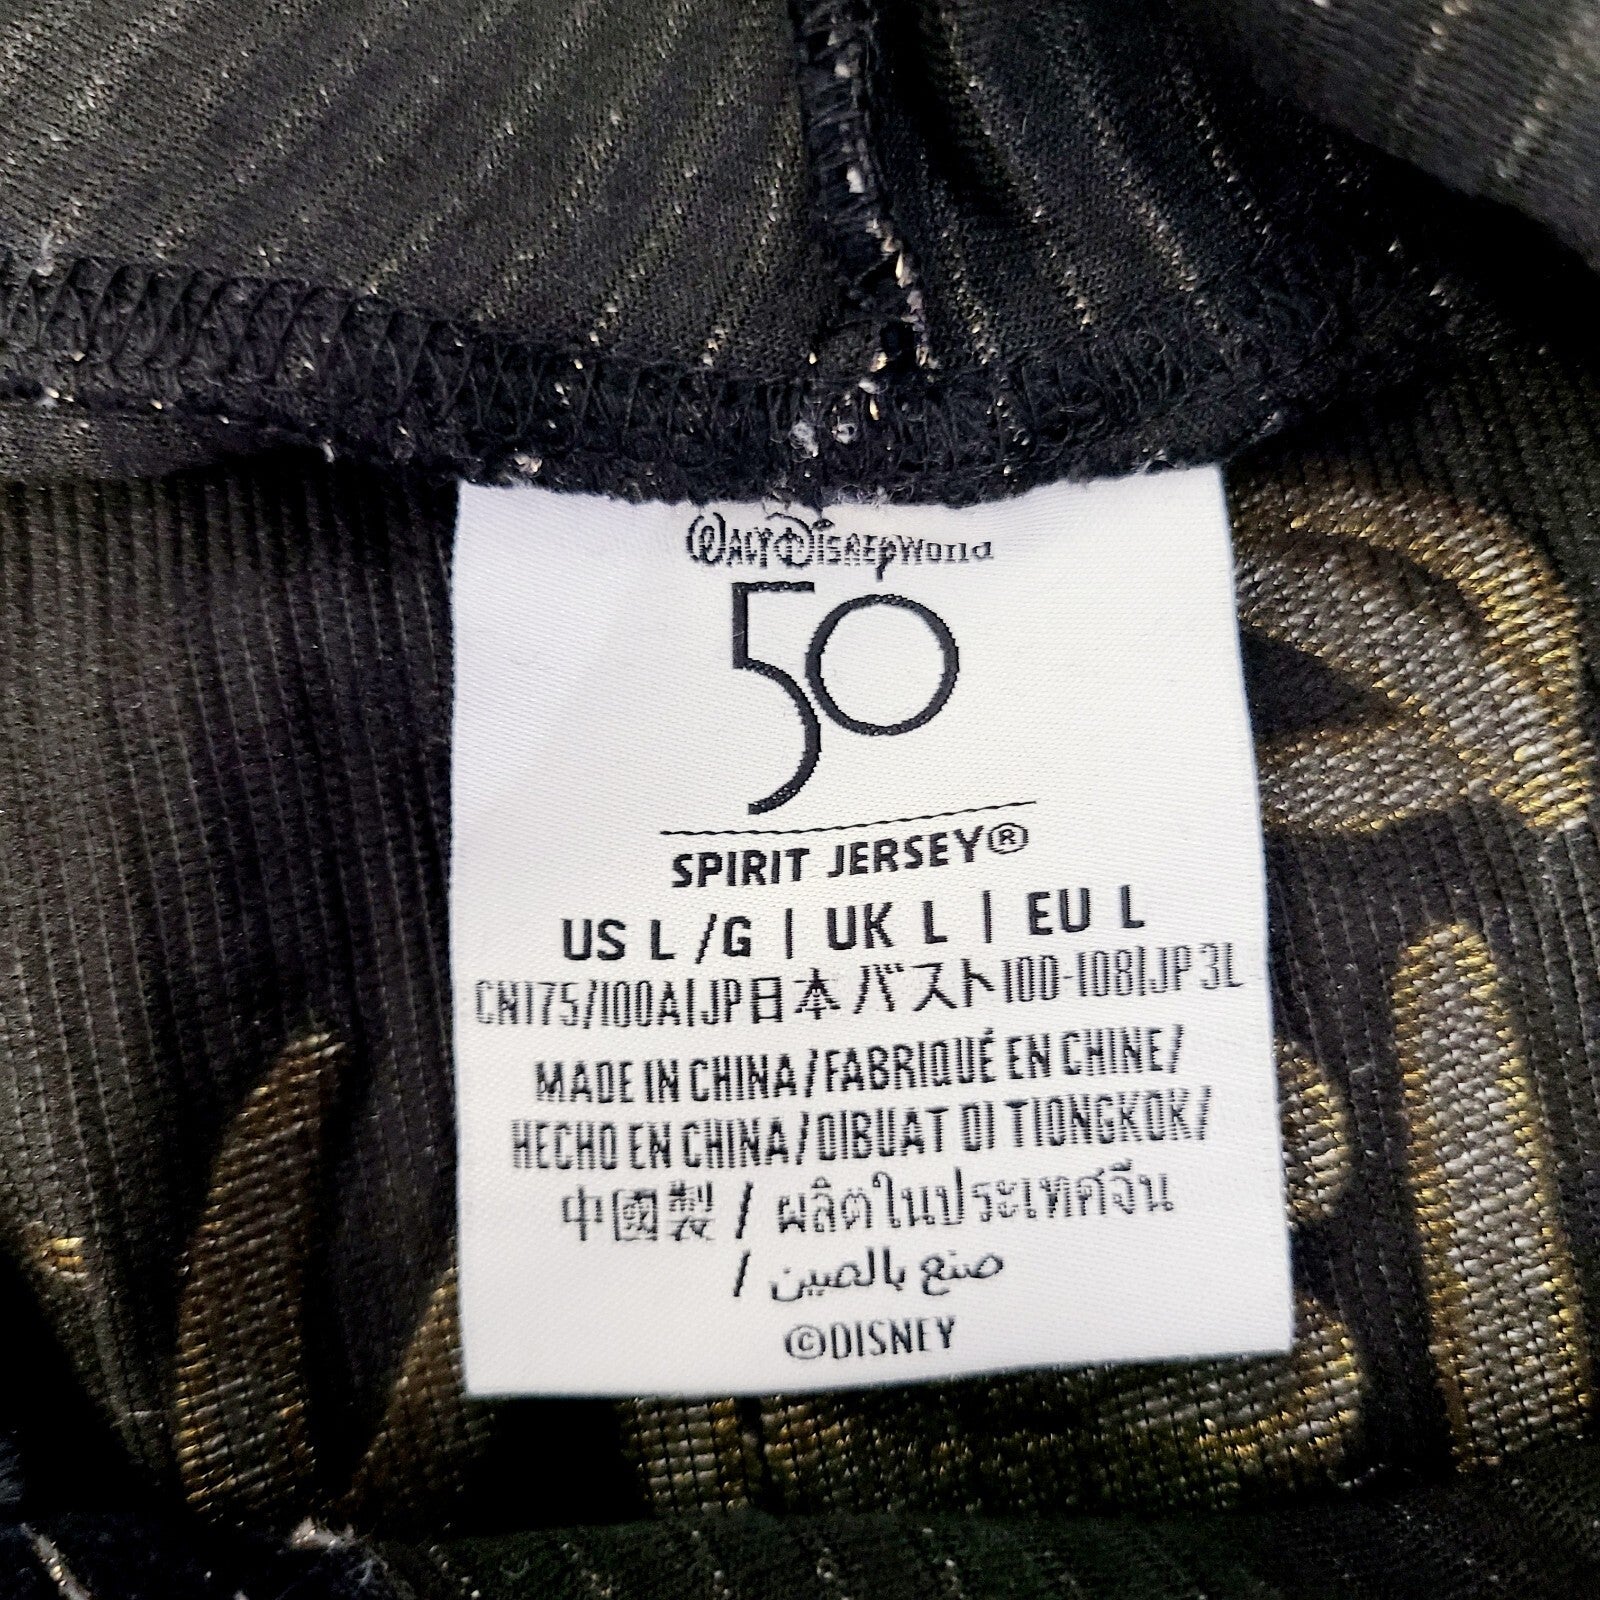 Walt Disney World
50
SPIRIT JERSEY®
US L /G | UK L | EU L
CN175/100A|JP日本 バスト100-108|JP 3L
MADE IN CHINA/FABRIQUÉ EN CHINE/
HECHO EN CHINA/DIBUAT DI TIONGKOK/
中國製 / ผลิตในประเทศจีน
/ صنع بالصين
©DISNEY